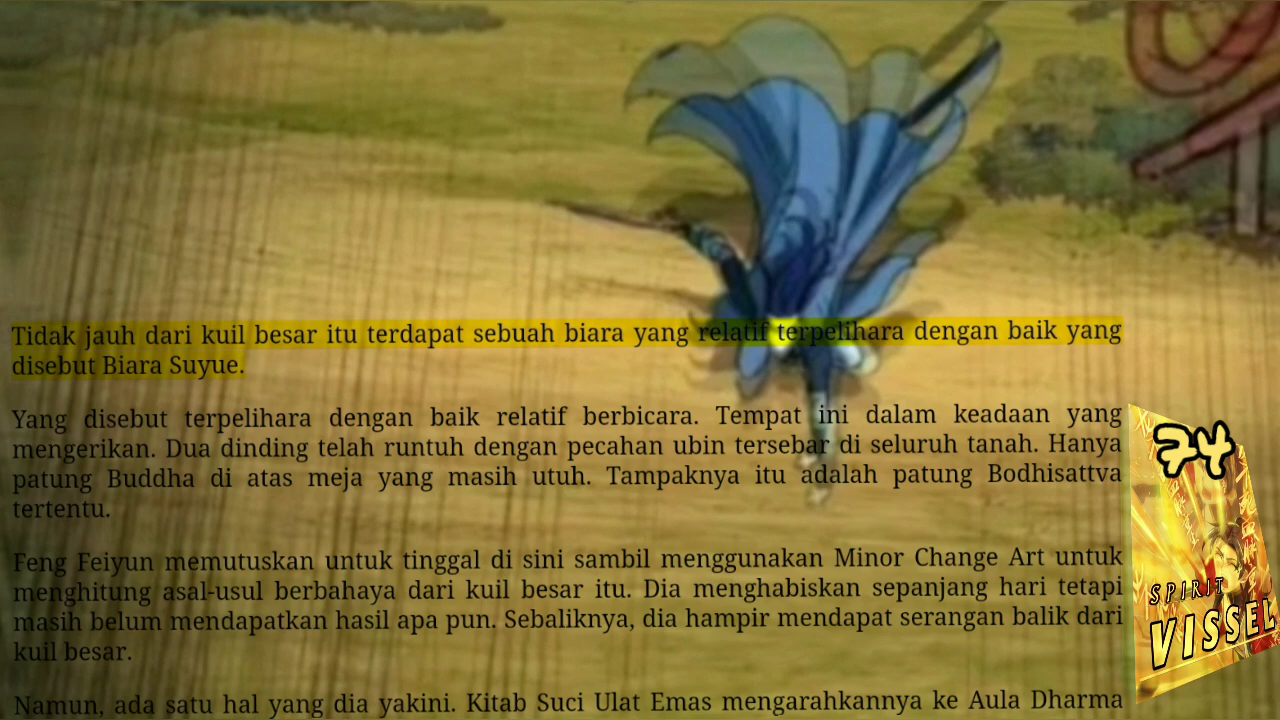 Tidak jauh dari kuil besar itu terdapat sebuah biara yang relatif terpelihara dengan baik yang
disebut Biara Suyue.
Yang disebut terpelihara dengan baik relatif berbicara. Tempat ini dalam keadaan yang
mengerikan. Dua dinding telah runtuh dengan pecahan ubin tersebar di seluruh tanah. Hanya
patung Buddha di atas meja yang masih utuh. Tampaknya itu adalah patung Bodhisattva
tertentu.
Feng Feiyun memutuskan untuk tinggal di sini sambil menggunakan Minor Change Art untuk
menghitung asal-usul berbahaya dari kuil besar itu. Dia menghabiskan sepanjang hari tetapi
masih belum mendapatkan hasil apa pun. Sebaliknya, dia hampir mendapat serangan balik dari
kuil besar.
Namun, ada satu hal yang dia yakini. Kitab Suci Ulat Emas mengarahkannya ke Aula Dharma
74
SPIRIT
VISSEL